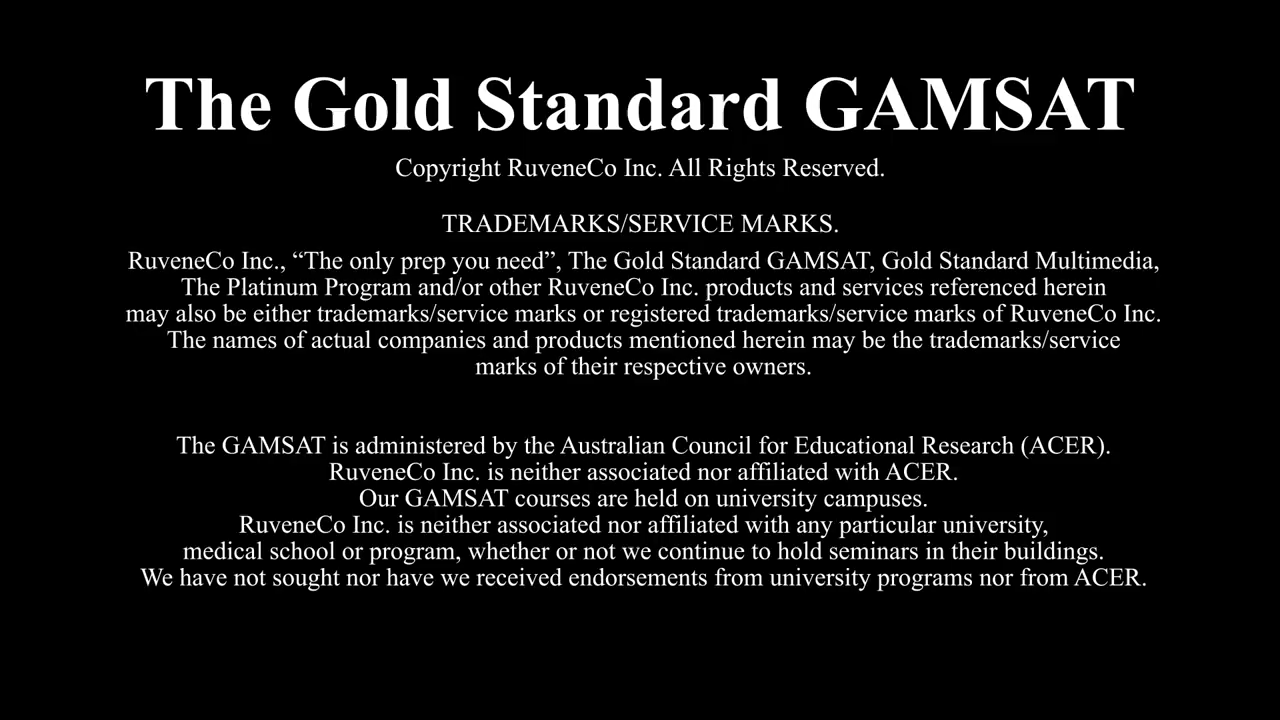 The Gold Standard GAMSAT
Copyright RuveneCo Inc. All Rights Reserved.
TRADEMARKS/SERVICE MARKS.
RuveneCo Inc., “The only prep you need”, The Gold Standard GAMSAT, Gold Standard Multimedia,
The Platinum Program and/or other RuveneCo Inc. products and services referenced herein
may also be either trademarks/service marks or registered trademarks/service marks of RuveneCo Inc.
The names of actual companies and products mentioned herein may be the trademarks/service
marks of their respective owners.
The GAMSAT is administered by the Australian Council for Educational Research (ACER).
RuveneCo Inc. is neither associated nor affiliated with ACER.
Our GAMSAT courses are held on university campuses.
RuveneCo Inc. is neither associated nor affiliated with any particular university,
medical school or program, whether or not we continue to hold seminars in their buildings.
We have not sought nor have we received endorsements from university programs nor from ACER.